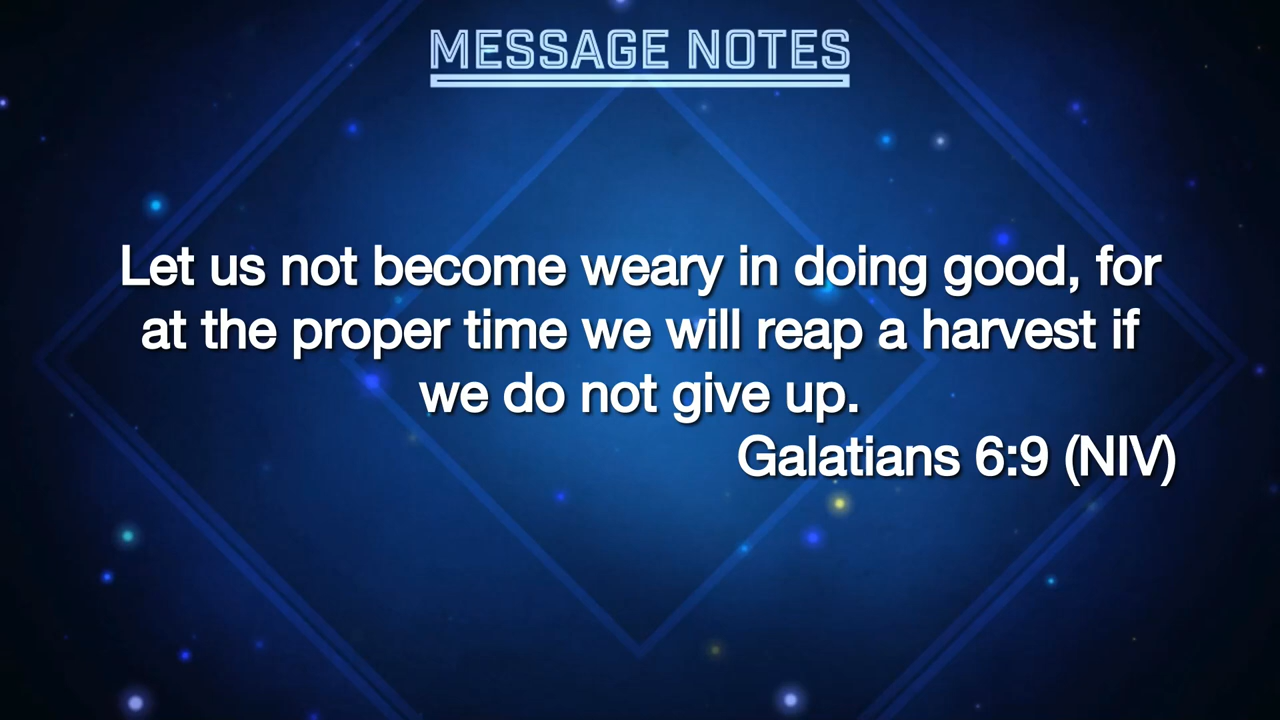 MESSAGE NOTES
Let us not become weary in doing good, for
at the proper time we will reap a harvest if
we do not give up.
Galatians 6:9 (NIV)